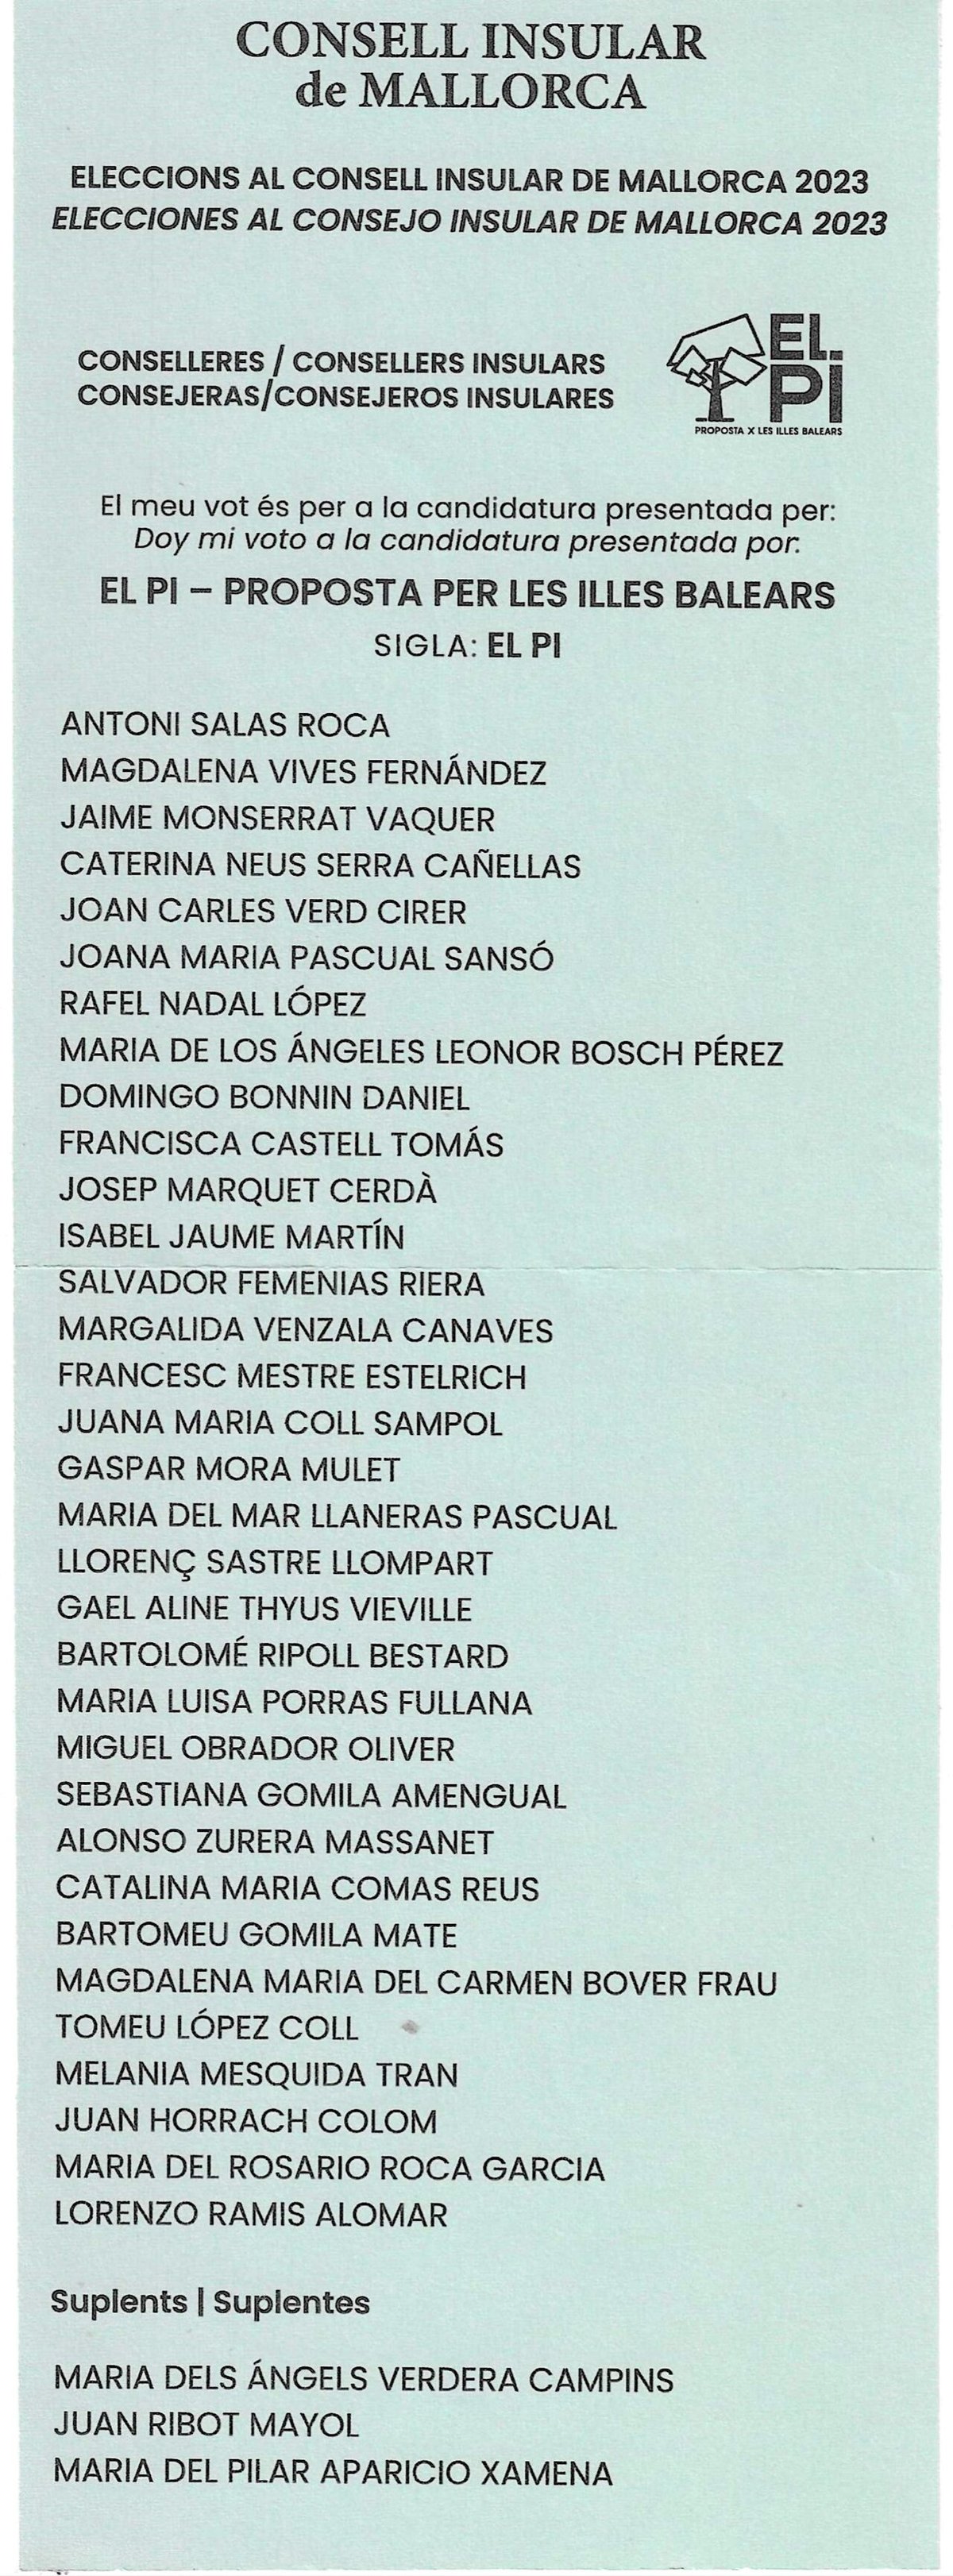 CONSELL INSULAR
de MALLORCA
ELECCIONS AL CONSELL INSULAR DE MALLORCA 2023
ELECCIONES AL CONSEJO INSULAR DE MALLORCA 2023
CONSELLERES / CONSELLERS INSULARS
CONSEJERAS/CONSEJEROS INSULARES
EL
PI
PROPOSTA X LES ILLES BALEARS
El meu vot és per a la candidatura presentada per:
Doy mi voto a la candidatura presentada por:
EL PI – PROPOSTA PER LES ILLES BALEARS
SIGLA: EL PI
ANTONI SALAS ROCA
MAGDALENA VIVES FERNÁNDEZ
JAIME MONSERRAT VAQUER
CATERINA NEUS SERRA CAÑELLAS
JOAN CARLES VERD CIRER
JOANA MARIA PASCUAL SANSÓ
RAFEL NADAL LÓPEZ
MARIA DE LOS ÁNGELES LEONOR BOSCH PÉREZ
DOMINGO BONNIN DANIEL
FRANCISCA CASTELL TOMÁS
JOSEP MARQUET CERDÀ
ISABEL JAUME MARTÍN
SALVADOR FEMENIAS RIERA
MARGALIDA VENZALA CANAVES
FRANCESC MESTRE ESTELRICH
JUANA MARIA COLL SAMPOL
GASPAR MORA MULET
MARIA DEL MAR LLANERAS PASCUAL
LLORENÇ SASTRE LLOMPART
GAEL ALINE THYUS VIEVILLE
BARTOLOMÉ RIPOLL BESTARD
MARIA LUISA PORRAS FULLANA
MIGUEL OBRADOR OLIVER
SEBASTIANA GOMILA AMENGUAL
ALONSO ZURERA MASSANET
CATALINA MARIA COMAS REUS
BARTOMEU GOMILA MATE
MAGDALENA MARIA DEL CARMEN BOVER FRAU
TOMEU LÓPEZ COLL
MELANIA MESQUIDA TRAN
JUAN HORRACH COLOM
MARIA DEL ROSARIO ROCA GARCIA
LORENZO RAMIS ALOMAR
Suplents | Suplentes
MARIA DELS ÁNGELS VERDERA CAMPINS
JUAN RIBOT MAYOL
MARIA DEL PILAR APARICIO XAMENA